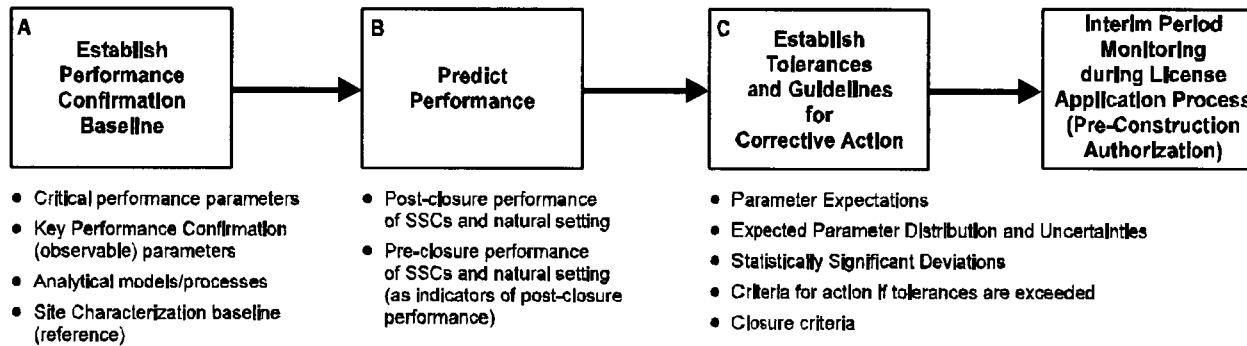 A
Establish
Performance
Confirmation
Baseline
B
Predict
Performance
C
Establish
Tolerances
and Guidelines
for
Corrective Action
Interim Period
Monitoring
during License
Application Process
(Pre-Construction
Authorization)
• Critical performance parameters
• Key Performance Confirmation
(observable) parameters
• Analytical models/processes
• Site Characterization baseline
(reference)
• Post-closure performance
of SSCs and natural setting
• Pre-closure performance
of SSCs and natural setting
(as indicators of post-closure
performance)
• Parameter Expectations
• Expected Parameter Distribution and Uncertainties
• Statistically Significant Deviations
• Criteria for action if tolerances are exceeded
• Closure criteria